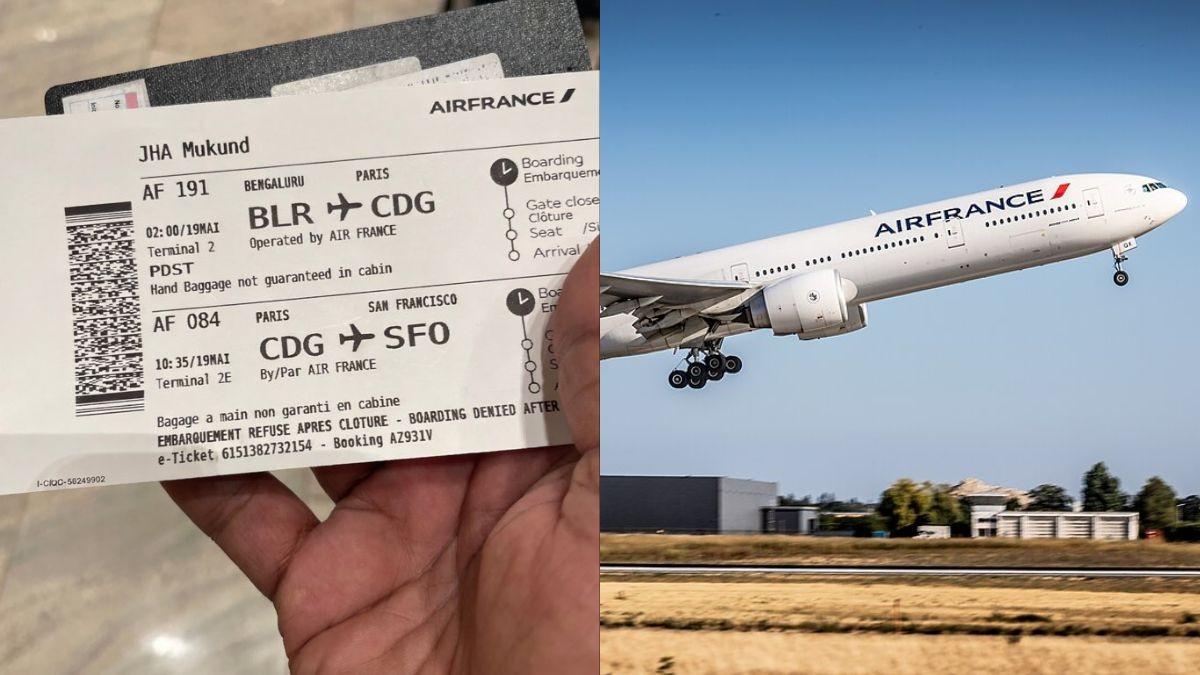 AIRFRANCE
JHA Mukund
AF 191 BENGALURU PARIS
BLR CDG
02:00/19MAI
Operated by AIR FRANCE
Terminal 2
PDST
Hand Baggage not guaranteed in cabin
Boarding
Gate close
Clôture
Seat
Arrival
AF 084 PARIS SAN FRANCISCO
CDG SFO
10:35/19MAI
By/Par AIR FRANCE
Terminal 2E
Bagage a main non garanti en cabine
EMBARQUEMENT REFUSE APRES CLOTURE - BOARDING DENIED AFTER
e-Ticket 6151382732154 - Booking AZ931V
I-CIQC-56249902
AIRFRANCE